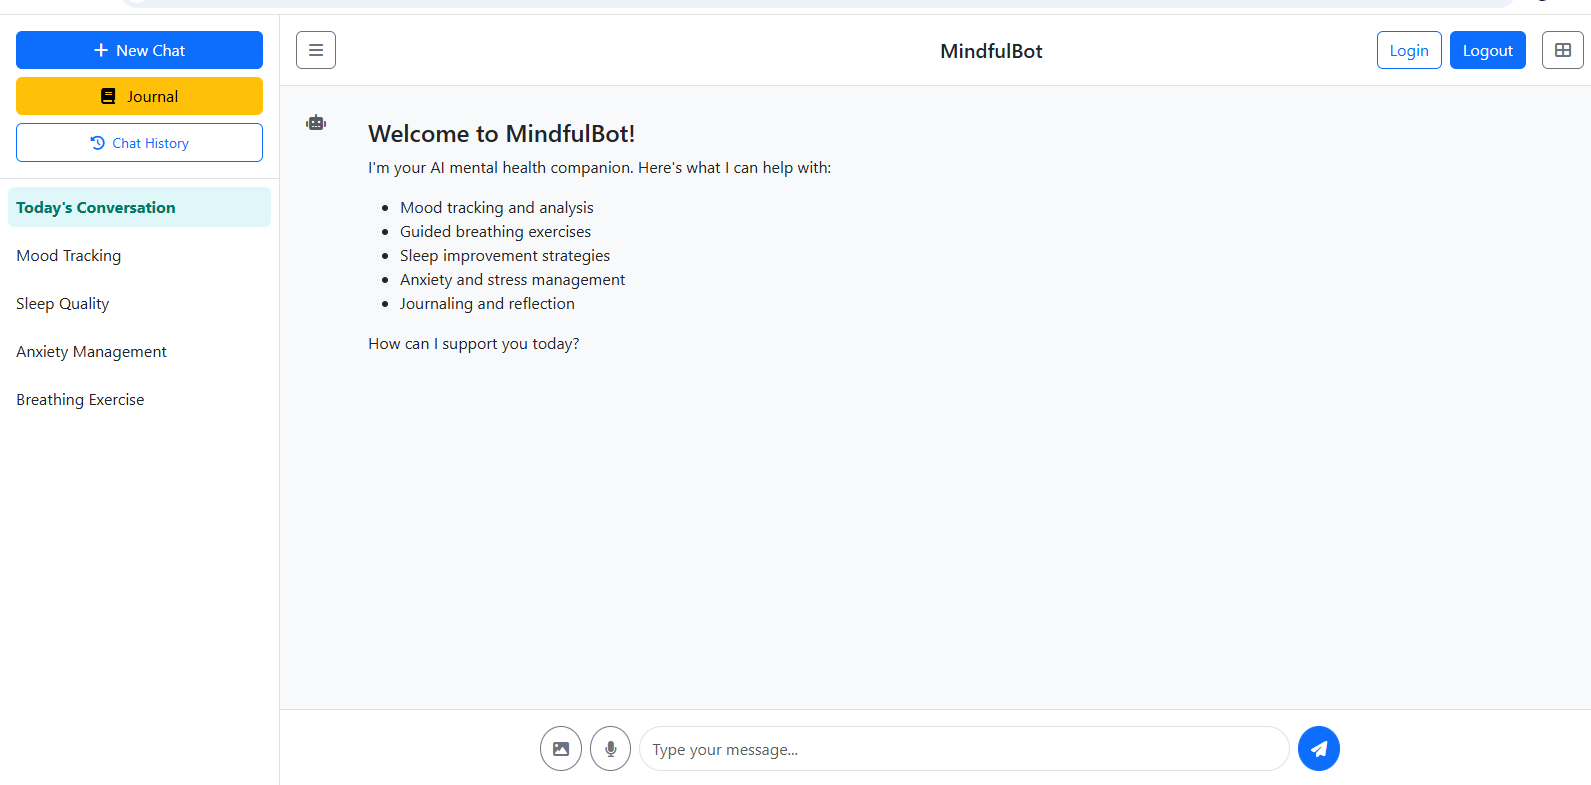 New Chat
Journal
Chat History
Today's Conversation
Mood Tracking
Sleep Quality
Anxiety Management
Breathing Exercise
MindfulBot
Login
Logout
Welcome to MindfulBot!
I'm your AI mental health companion. Here's what I can help with:
Mood tracking and analysis
Guided breathing exercises
Sleep improvement strategies
Anxiety and stress management
Journaling and reflection
How can I support you today?
Type your message...